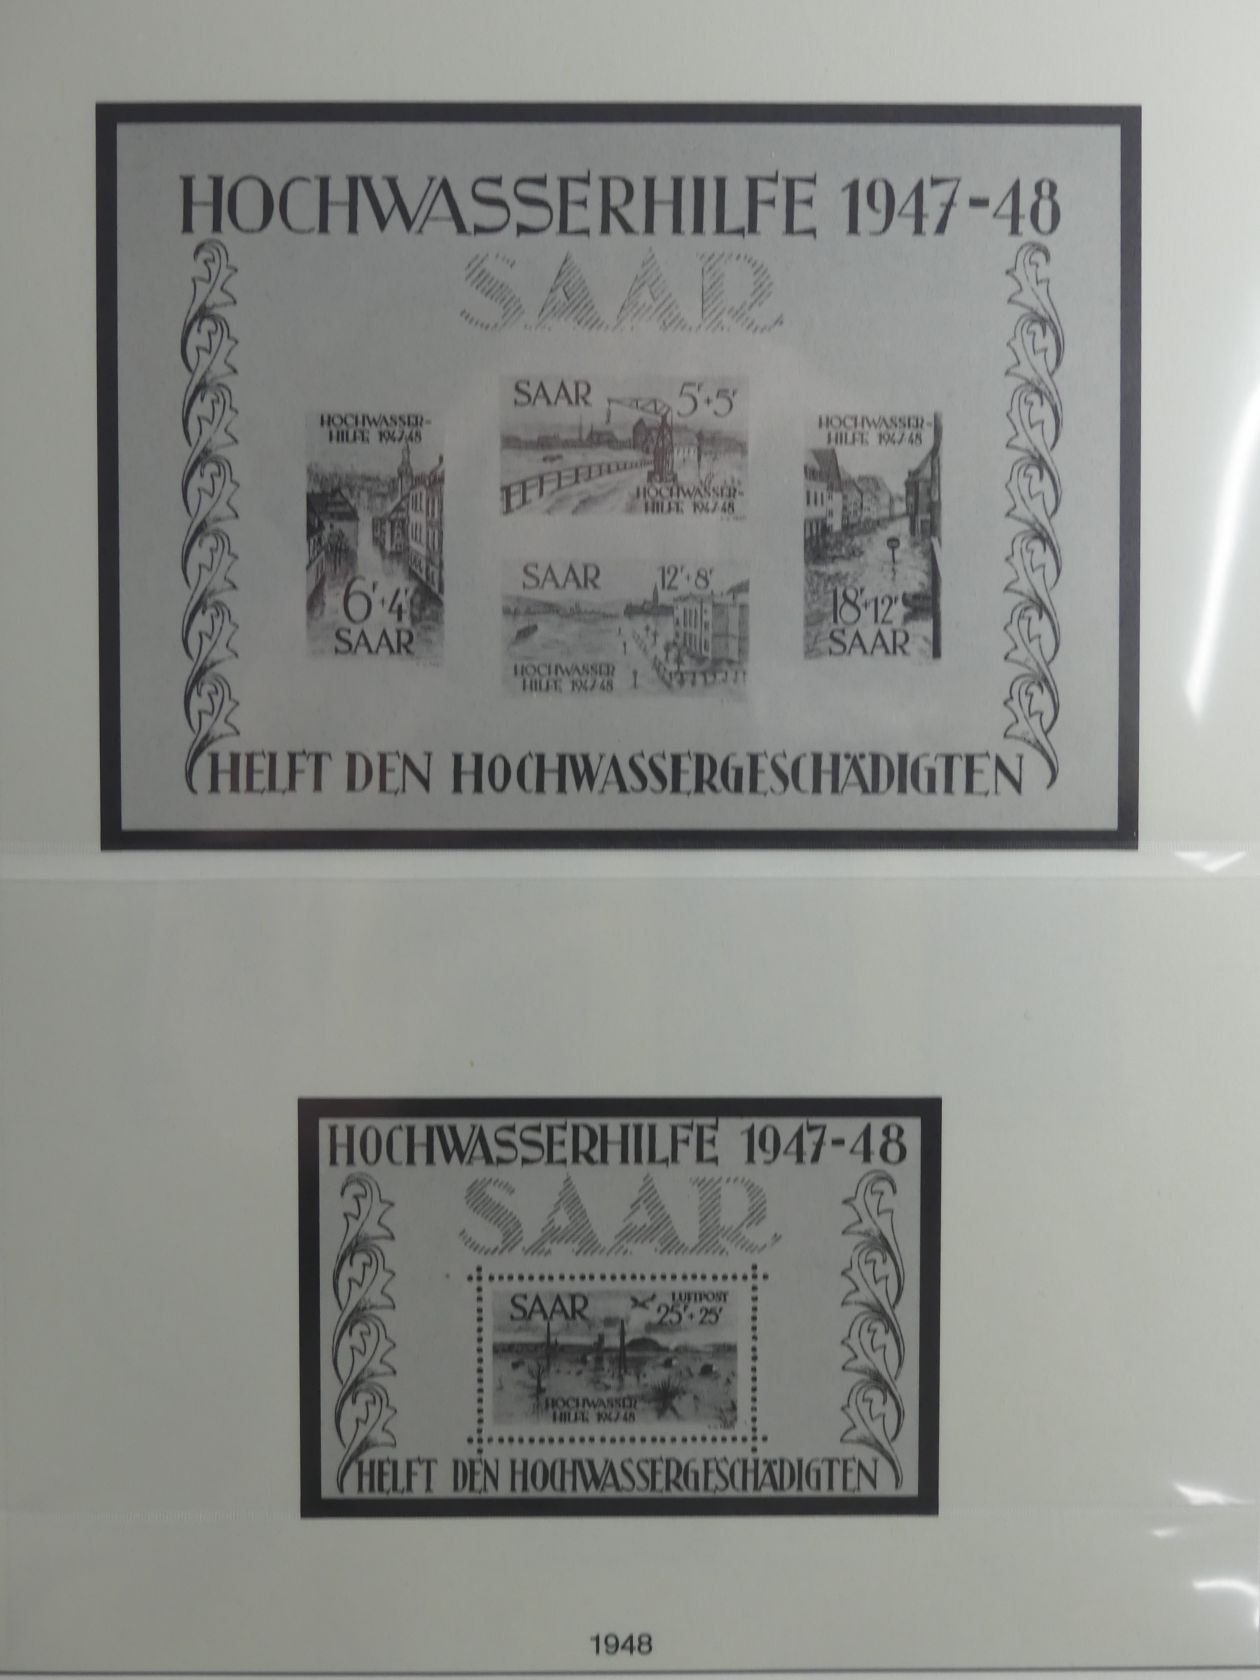 HOCHWASSERHILFE 1947-48
SAAR
SAAR 5F+5F
HOCHWASSER-
HILFE 1947/48
HOCHWASSER-
HILFE 1947/48
6F+4F
SAAR
HOCHWASSER-
HILFE 1947/48
18F+12F
SAAR
SAAR 12F+8F
HOCHWASSER
HILFE 1947/48
HELFT DEN HOCHWASSERGESCHÄDIGTEN
HOCHWASSERHILFE 1947-48
SAAR
LUFTPOST
SAAR 25F+25F
HOCHWASSER
HILFE 1947/48
HELFT DEN HOCHWASSERGESCHÄDIGTEN
1948